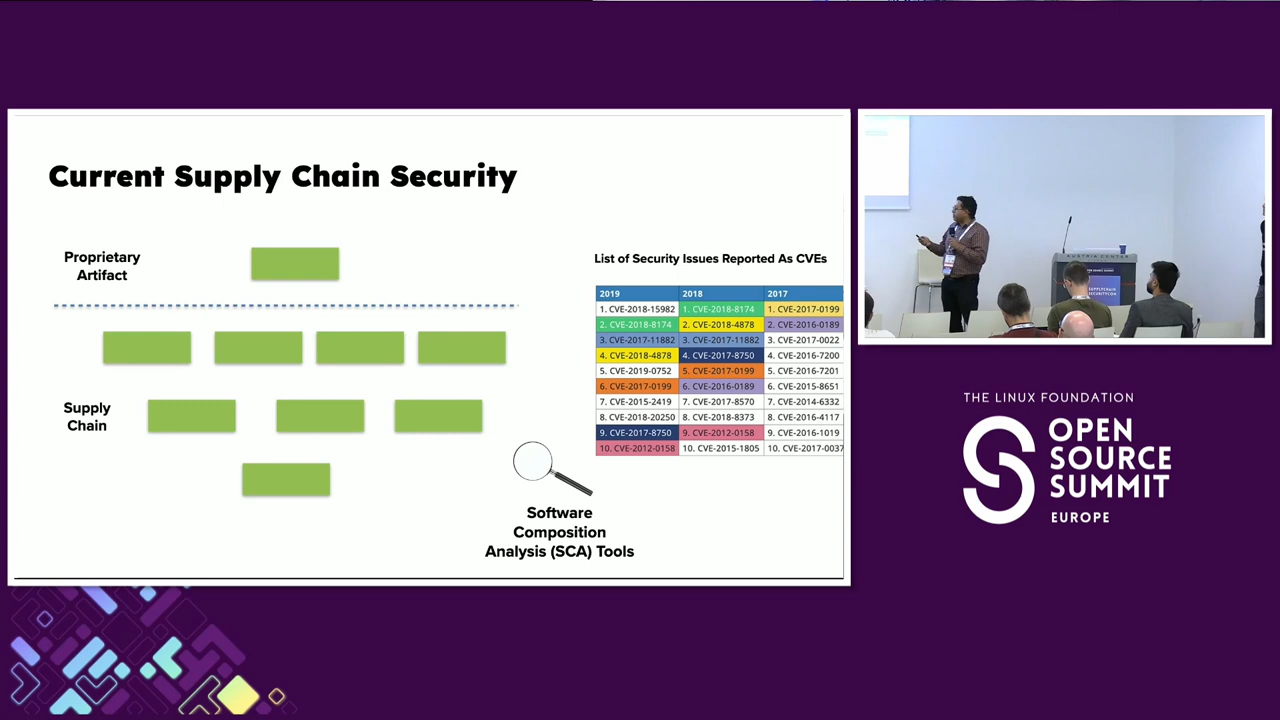 Current Supply Chain Security
Proprietary
Artifact
Supply
Chain
Software
Composition
Analysis (SCA) Tools
List of Security Issues Reported As CVEs
2019 2018 2017
1. CVE-2018-15982 1. CVE-2018-8174 1. CVE-2017-0199
2. CVE-2018-8174 2. CVE-2018-4878 2. CVE-2016-0189
3. CVE-2017-11882 3. CVE-2017-11882 3. CVE-2017-0022
4. CVE-2018-4878 4. CVE-2017-8750 4. CVE-2016-7200
5. CVE-2019-0752 5. CVE-2017-0199 5. CVE-2016-7201
6. CVE-2017-0199 6. CVE-2016-0189 6. CVE-2015-8651
7. CVE-2015-2419 7. CVE-2017-8570 7. CVE-2014-6332
8. CVE-2018-20250 8. CVE-2018-8373 8. CVE-2016-4117
9. CVE-2017-8750 9. CVE-2012-0158 9. CVE-2016-1019
10. CVE-2012-0158 10. CVE-2015-1805 10. CVE-2017-0037
AUSTRIA CENTER
SUPPLYCHAIN
SECURITYCON
THE LINUX FOUNDATION
OPEN
SOURCE
SUMMIT
EUROPE